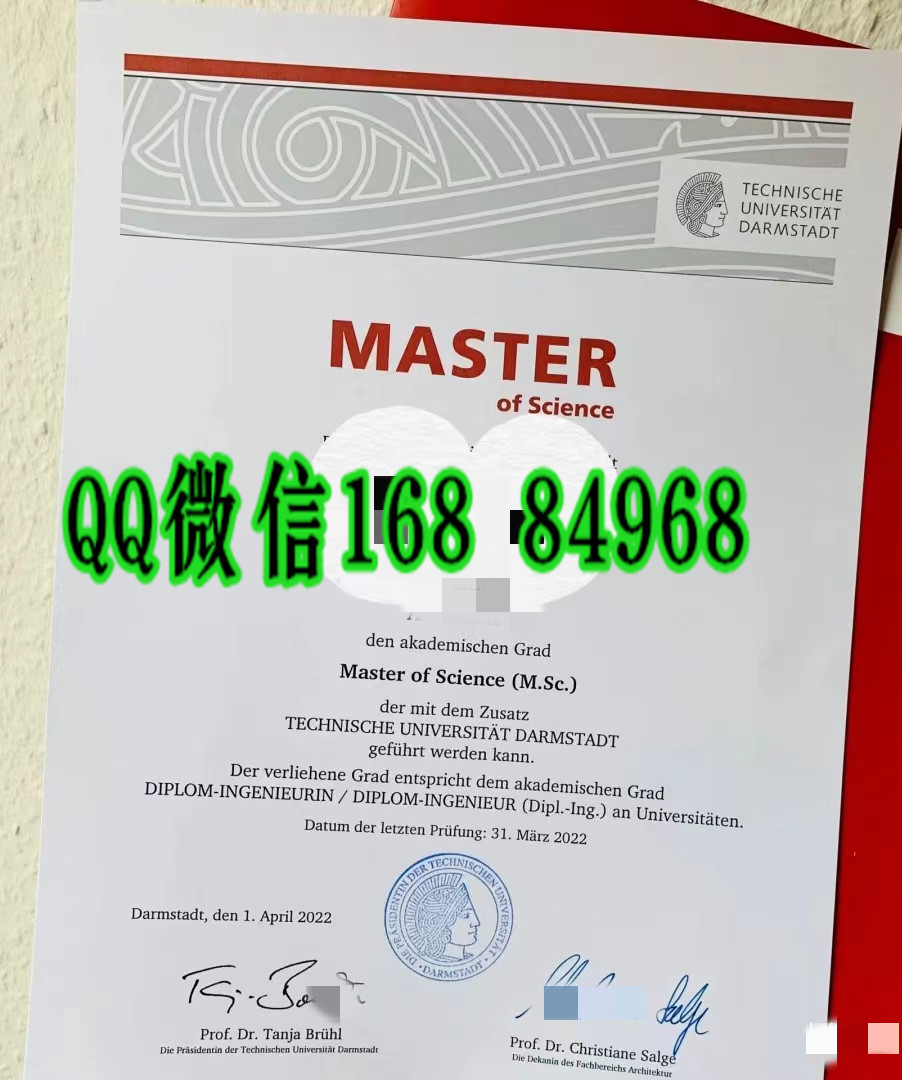 TECHNISCHE
UNIVERSITÄT
DARMSTADT
MASTER
of Science
QQ微信168 84968
den akademischen Grad
Master of Science (M.Sc.)
der mit dem Zusatz
TECHNISCHE UNIVERSITÄT DARMSTADT
geführt werden kann.
Der verliehene Grad entspricht dem akademischen Grad
DIPLOM-INGENIEURIN / DIPLOM-INGENIEUR (Dipl.-Ing.) an Universitäten.
Datum der letzten Prüfung: 31. März 2022
DIE PRÄSIDENTIN DER TECHNISCHEN UNIVERSITÄT
• DARMSTADT •
Darmstadt, den 1. April 2022
Prof. Dr. Tanja Brühl
Die Präsidentin der Technischen Universität Darmstadt
Prof. Dr. Christiane Salge
Die Dekanin des Fachbereichs Architektur